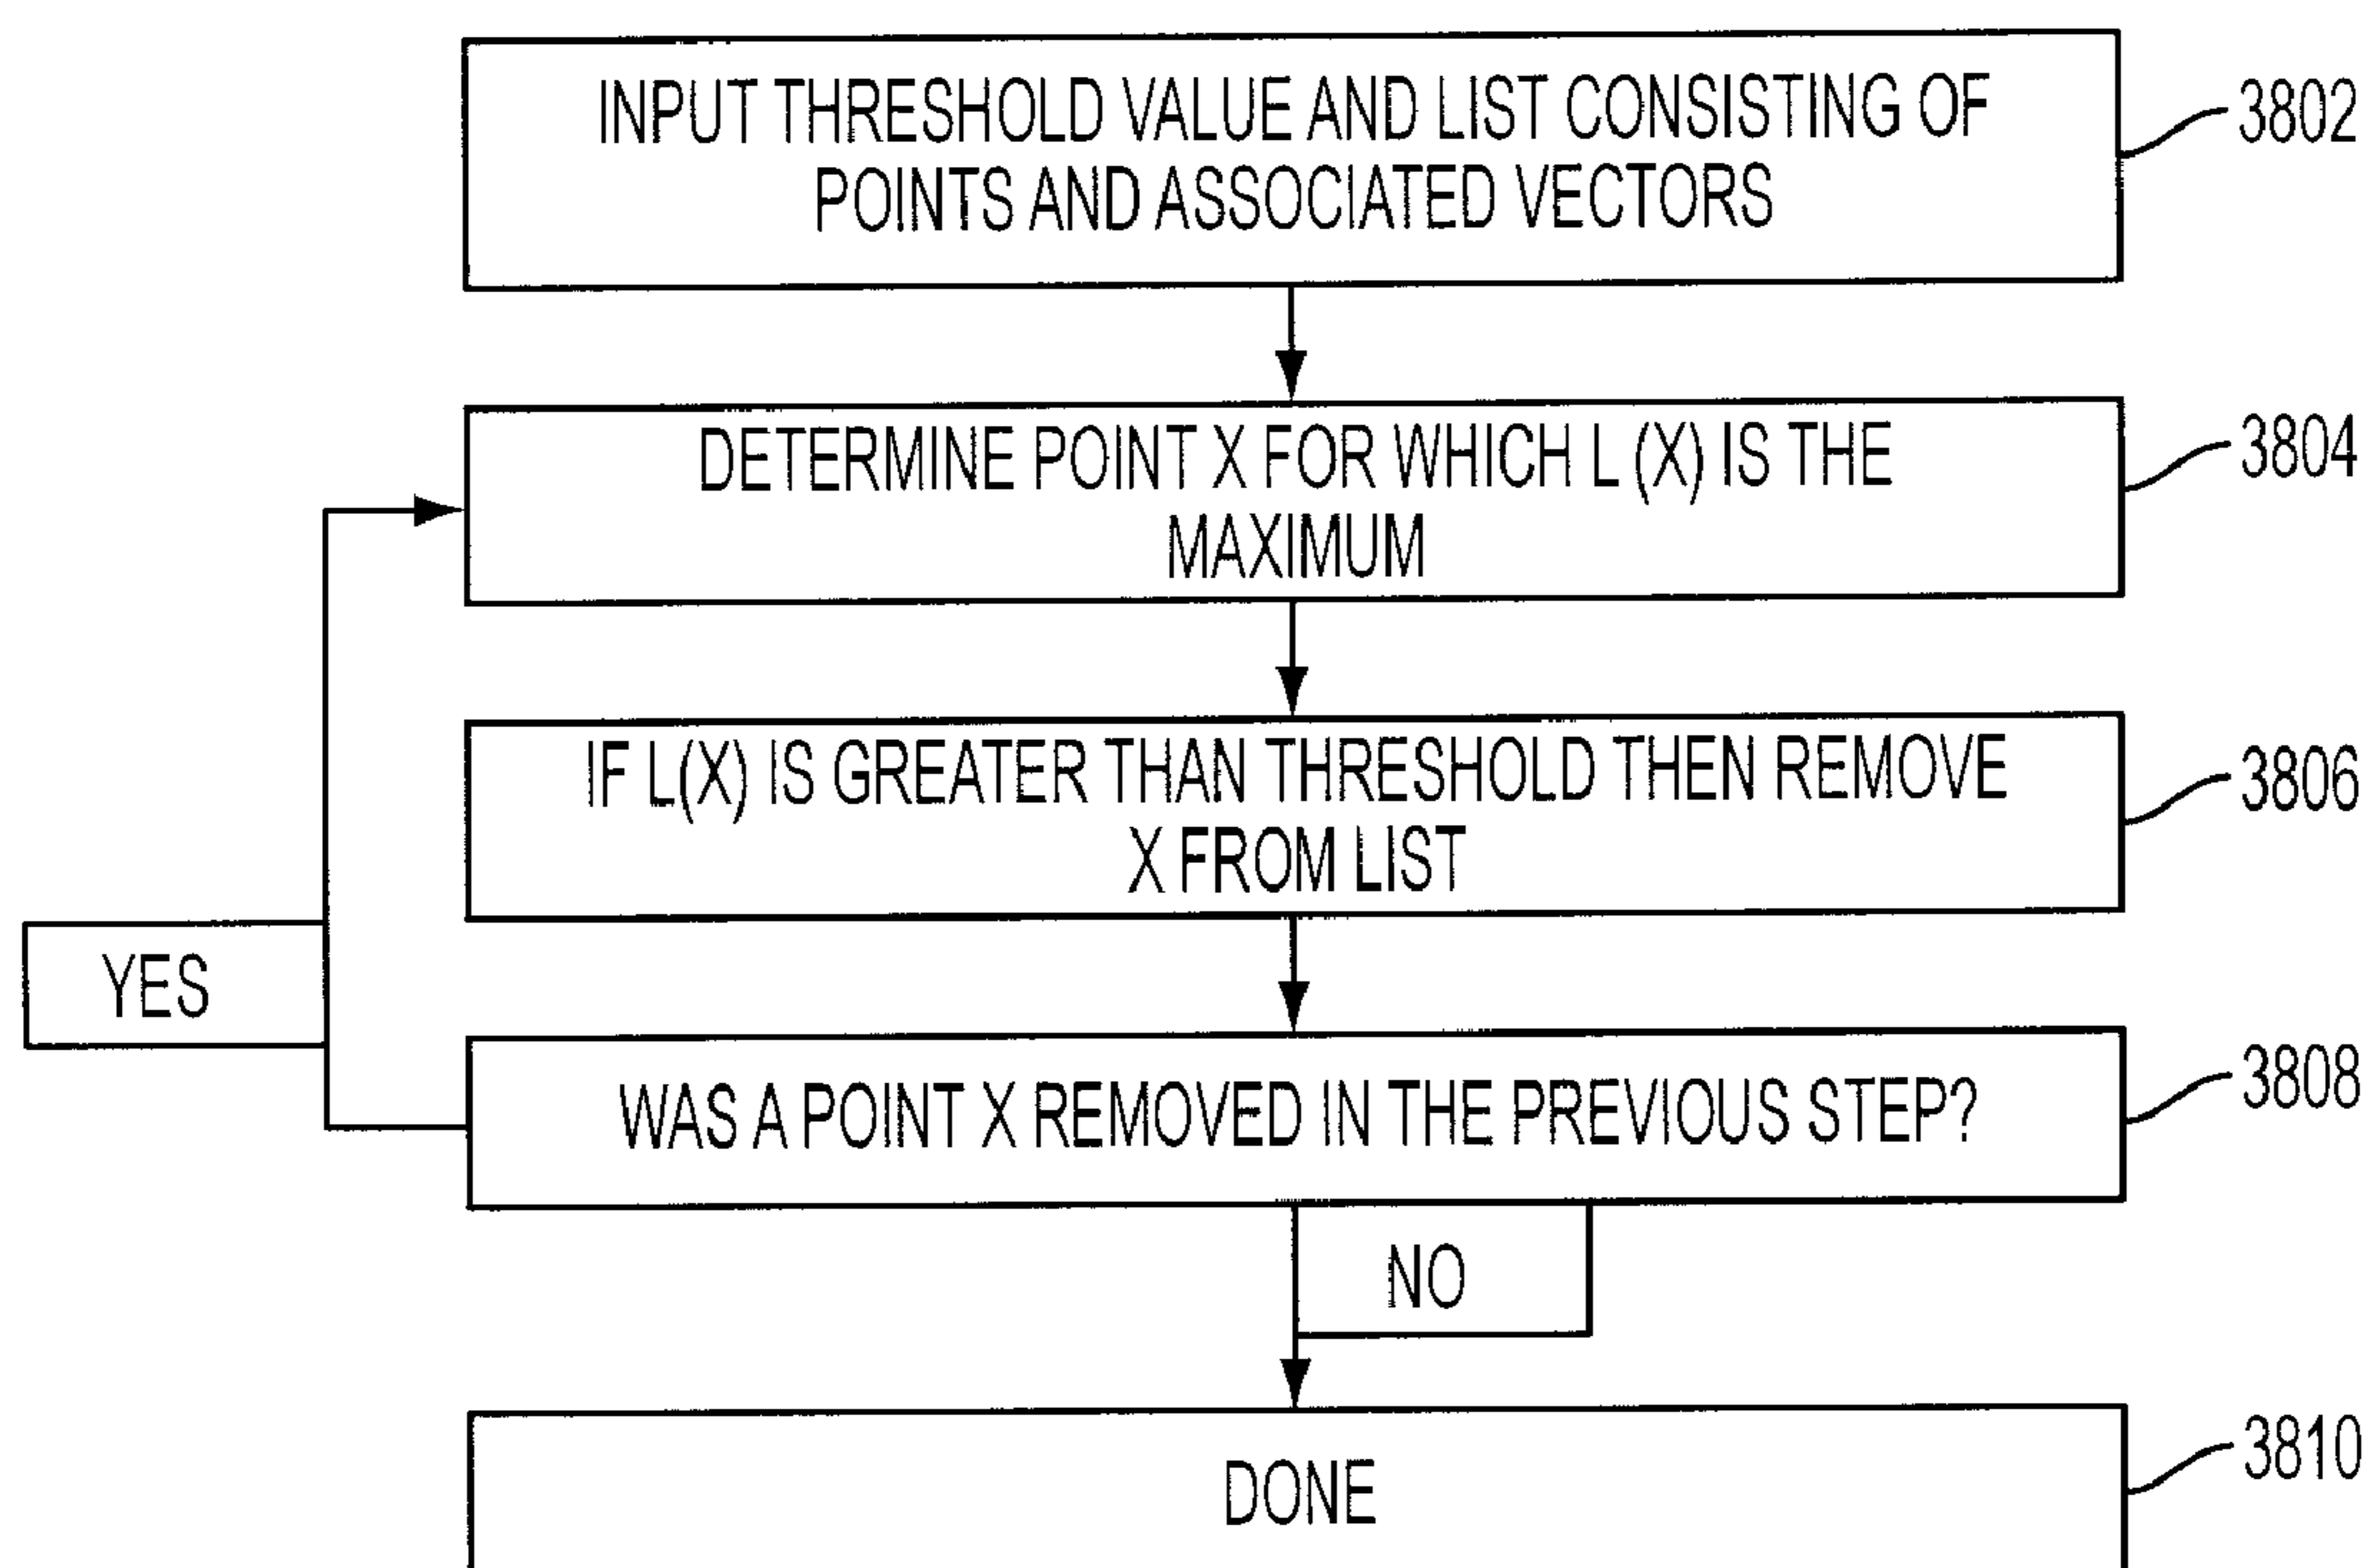 INPUT THRESHOLD VALUE AND LIST CONSISTING OF
POINTS AND ASSOCIATED VECTORS
3802
DETERMINE POINT X FOR WHICH L (X) IS THE
MAXIMUM
3804
IF L(X) IS GREATER THAN THRESHOLD THEN REMOVE
X FROM LIST
3806
YES
WAS A POINT X REMOVED IN THE PREVIOUS STEP?
3808
NO
DONE
3810